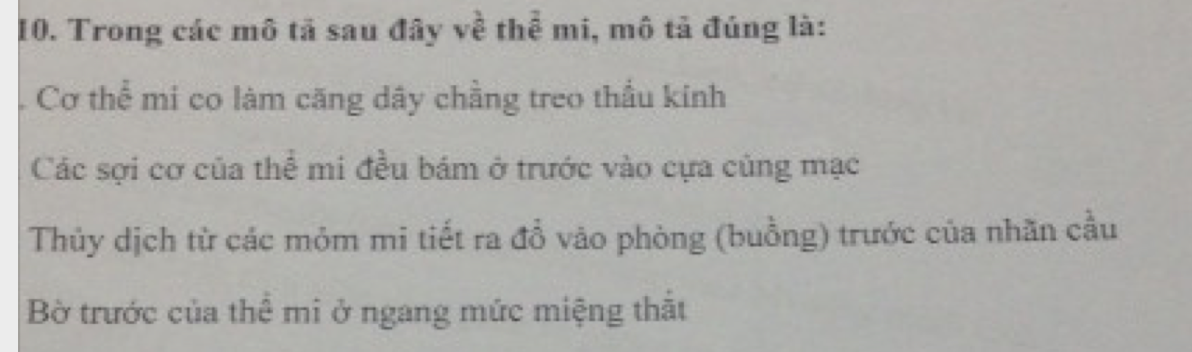 10. Trong các mô tả sau đây về thể mi, mô tả đúng là:
. Cơ thể mi co làm căng dây chằng treo thấu kính
Các sợi cơ của thể mi đều bám ở trước vào cựa củng mạc
Thủy dịch từ các mỏm mi tiết ra đổ vào phòng (buồng) trước của nhãn cầu
Bờ trước của thể mi ở ngang mức miệng thắt